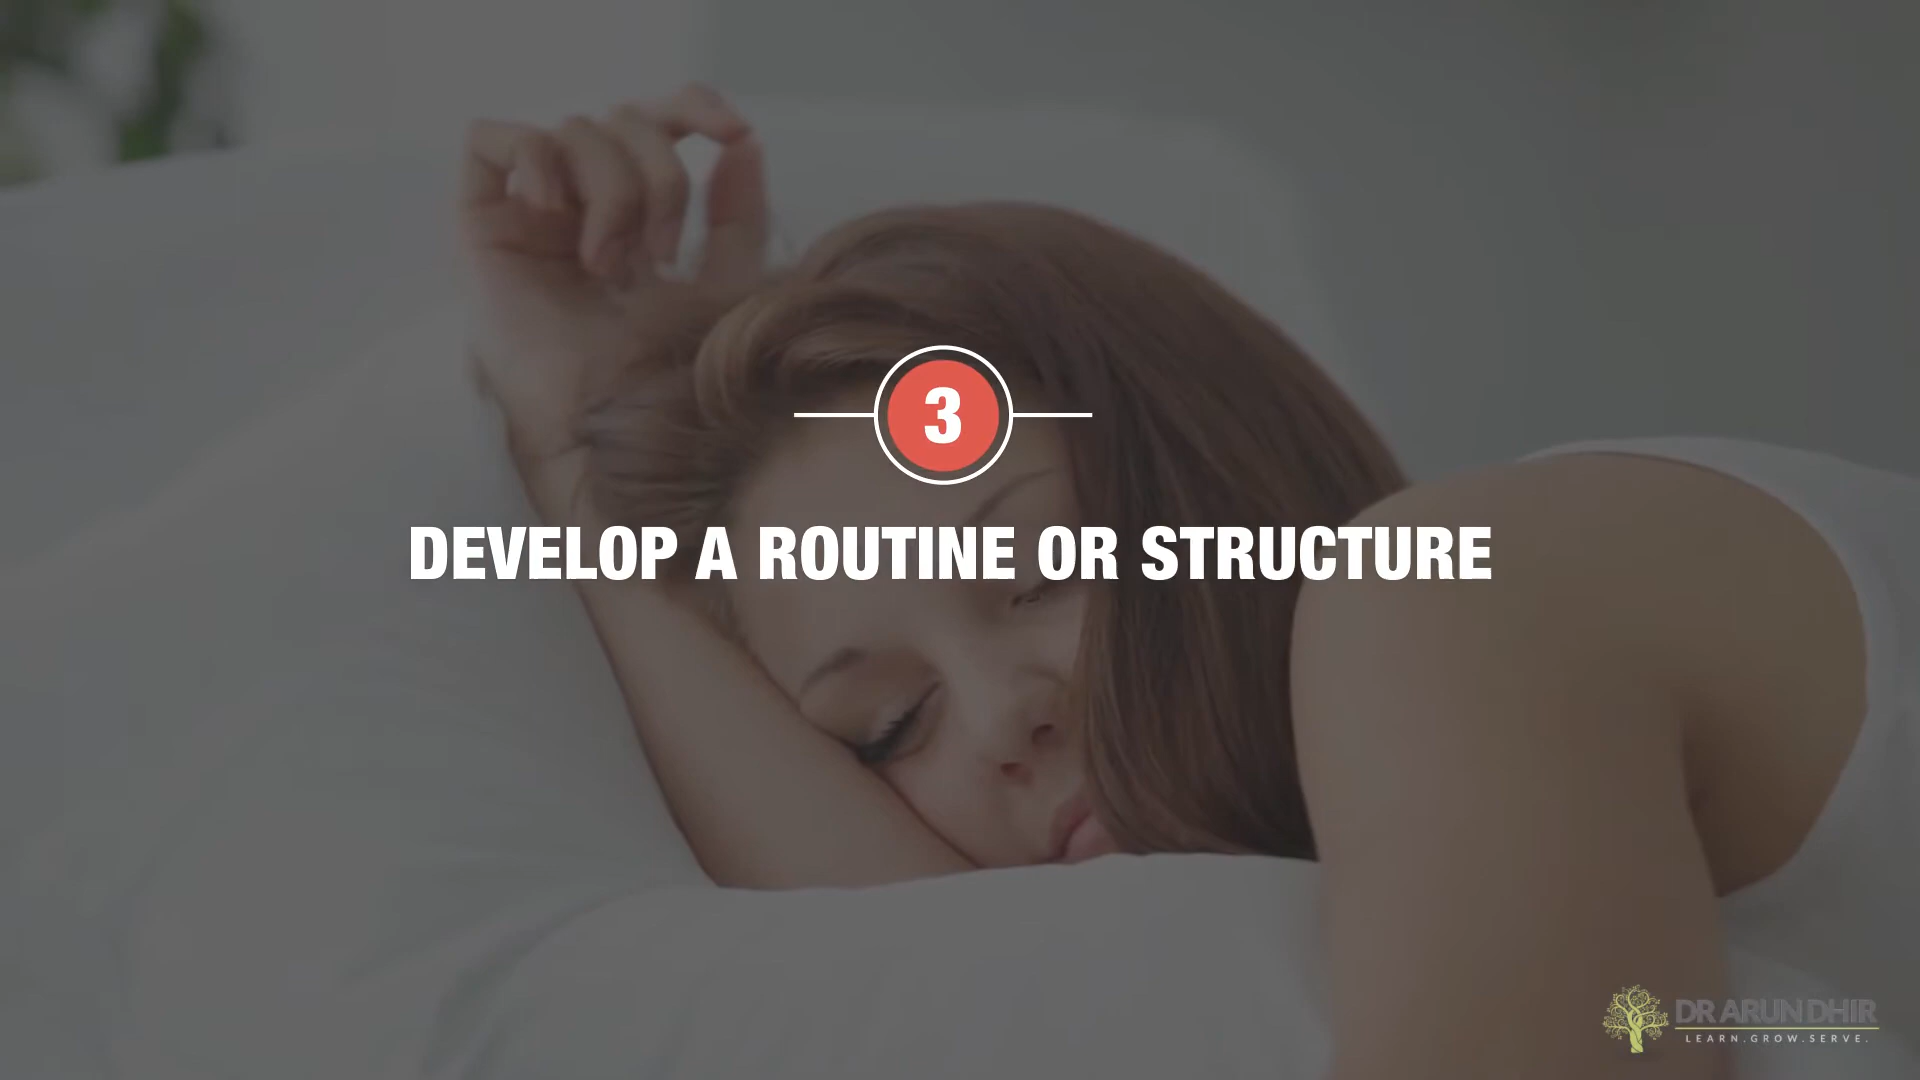 3
DEVELOP A ROUTINE OR STRUCTURE
DR ARUN DHIR
LEARN.GROW.SERVE.